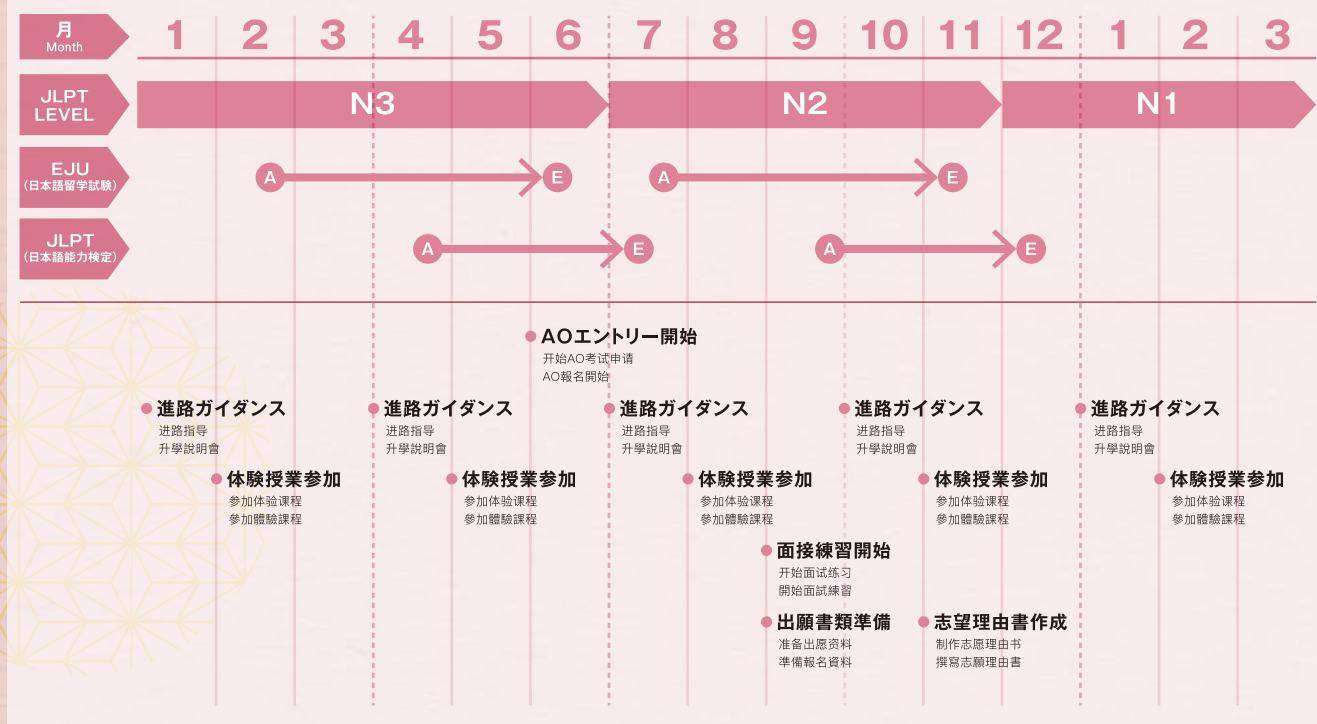 月 1 2 3 4 5 6 7 8 9 10 11 12 1 2 3
Month
JLPT
LEVEL
N3 N2 N1
EJU
(日本語留学試験)
A E A E
JLPT
(日本語能力検定)
A E A E
AOエントリー開始
开始AO考试申请
AO報名開始
進路ガイダンス 進路ガイダンス 進路ガイダンス 進路ガイダンス 進路ガイダンス
进路指导 进路指导 进路指导 进路指导 进路指导
升學說明會 升學說明會 升學說明會 升學說明會 升學說明會
体験授業参加 体験授業参加 体験授業参加 体験授業参加 体験授業参加
参加体验课程 参加体验课程 参加体验课程 参加体验课程 参加体验课程
參加體驗課程 參加體驗課程 參加體驗課程 參加體驗課程 參加體驗課程
面接練習開始
开始面试练习
開始面試練習
出願書類準備 志望理由書作成
准备出愿资料 制作志愿理由书
準備報名資料 撰寫志願理由書